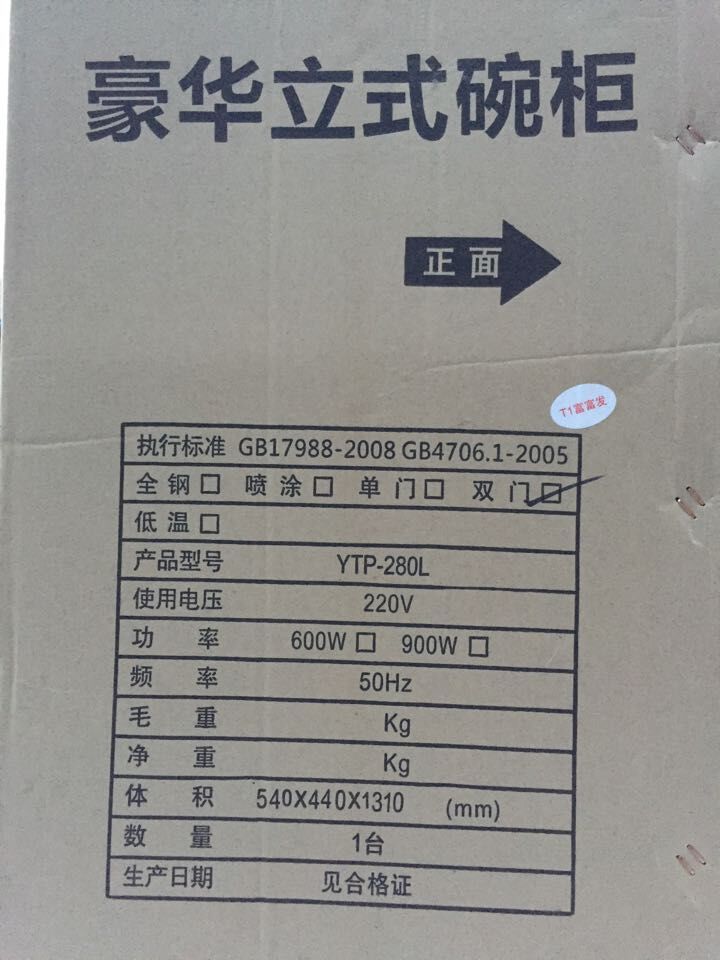 豪华立式碗柜
正面
T1富富发
执行标准 GB17988-2008 GB4706.1-2005
全钢□ 喷涂□ 单门□ 双门☑
低温□
产品型号 YTP-280L
使用电压 220V
功率 600W□ 900W□
频率 50Hz
毛重 Kg
净重 Kg
体积 540X440X1310 (mm)
数量 1台
生产日期 见合格证